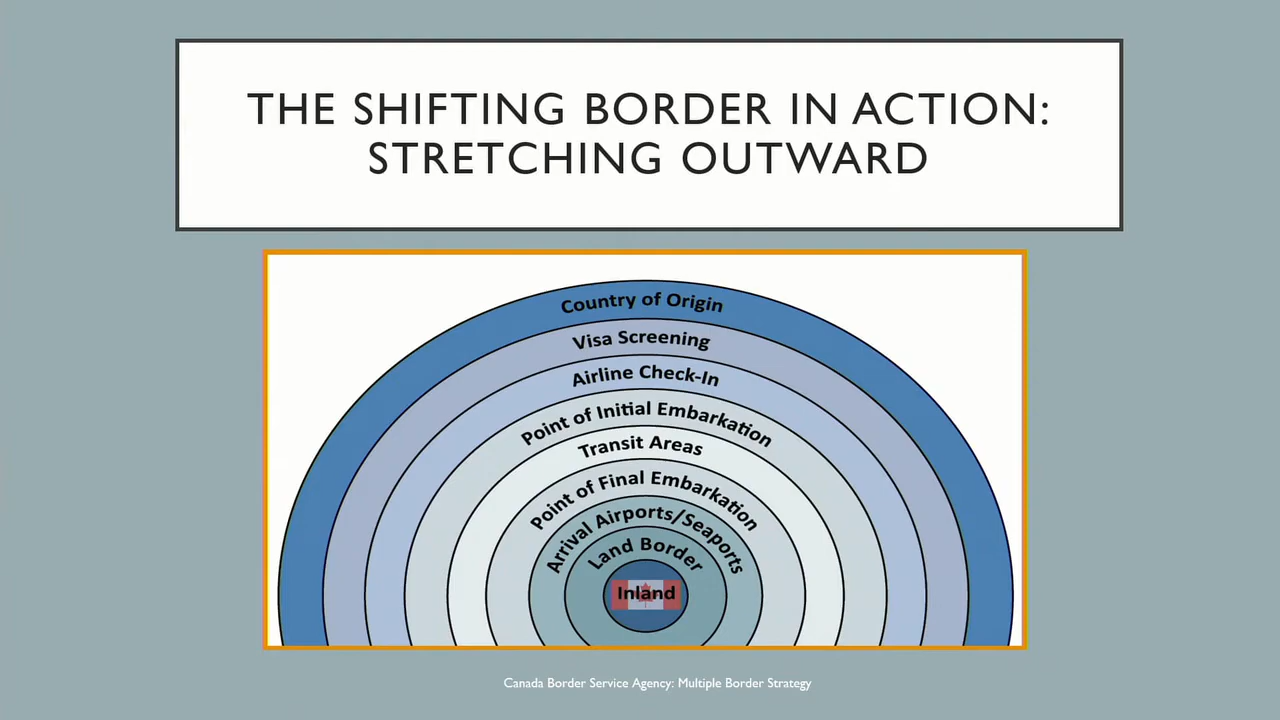 THE SHIFTING BORDER IN ACTION:
STRETCHING OUTWARD
Country of Origin
Visa Screening
Airline Check-In
Point of Initial Embarkation
Transit Areas
Point of Final Embarkation
Arrival Airports/Seaports
Land Border
Inland
Canada Border Service Agency: Multiple Border Strategy